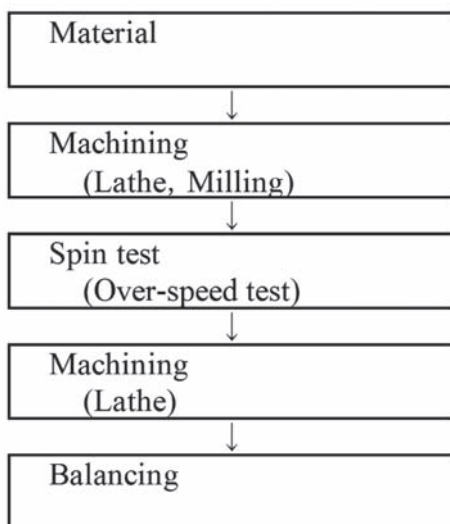 Material
↓
Machining
(Lathe, Milling)
↓
Spin test
(Over-speed test)
↓
Machining
(Lathe)
↓
Balancing